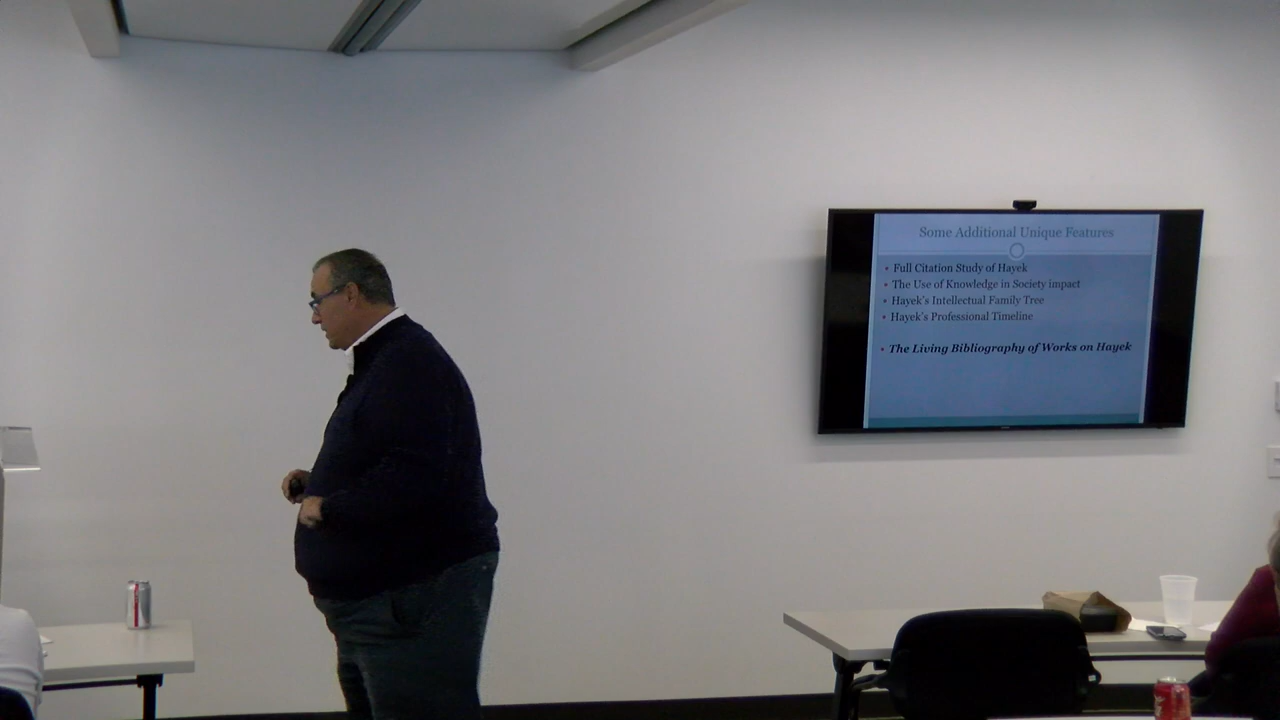 Some Additional Unique Features
• Full Citation Study of Hayek
• The Use of Knowledge in Society impact
• Hayek's Intellectual Family Tree
• Hayek's Professional Timeline
• The Living Bibliography of Works on Hayek